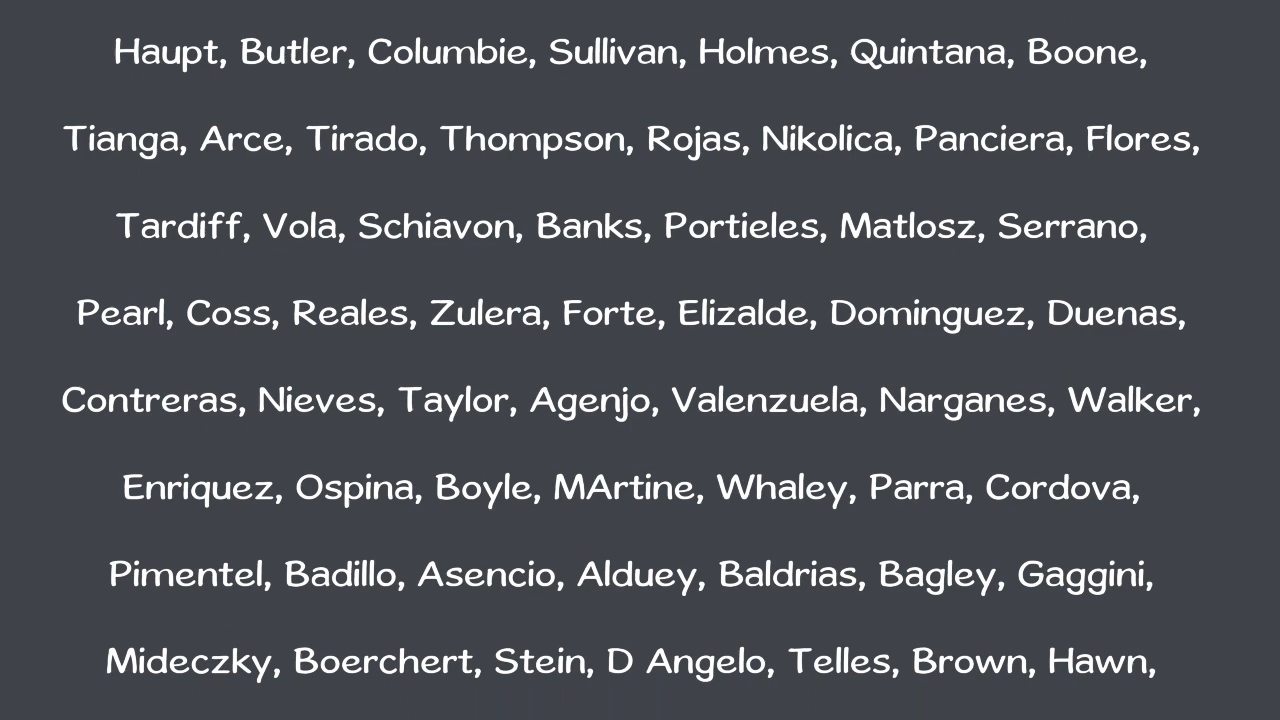 Haupt, Butler, Columbie, Sullivan, Holmes, Quintana, Boone,
Tianga, Arce, Tirado, Thompson, Rojas, Nikolica, Panciera, Flores,
Tardiff, Vola, Schiavon, Banks, Portieles, Matlosz, Serrano,
Pearl, Coss, Reales, Zulera, Forte, Elizalde, Dominguez, Duenas,
Contreras, Nieves, Taylor, Agenjo, Valenzuela, Narganes, Walker,
Enriquez, Ospina, Boyle, MArtine, Whaley, Parra, Cordova,
Pimentel, Badillo, Asencio, Alduey, Baldrias, Bagley, Gaggini,
Mideczky, Boerchert, Stein, D Angelo, Telles, Brown, Hawn,